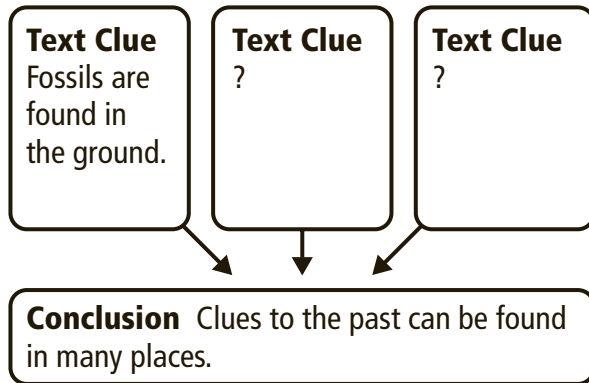 Text Clue
Fossils are
found in
the ground.
Text Clue
?
Text Clue
?
Conclusion Clues to the past can be found
in many places.